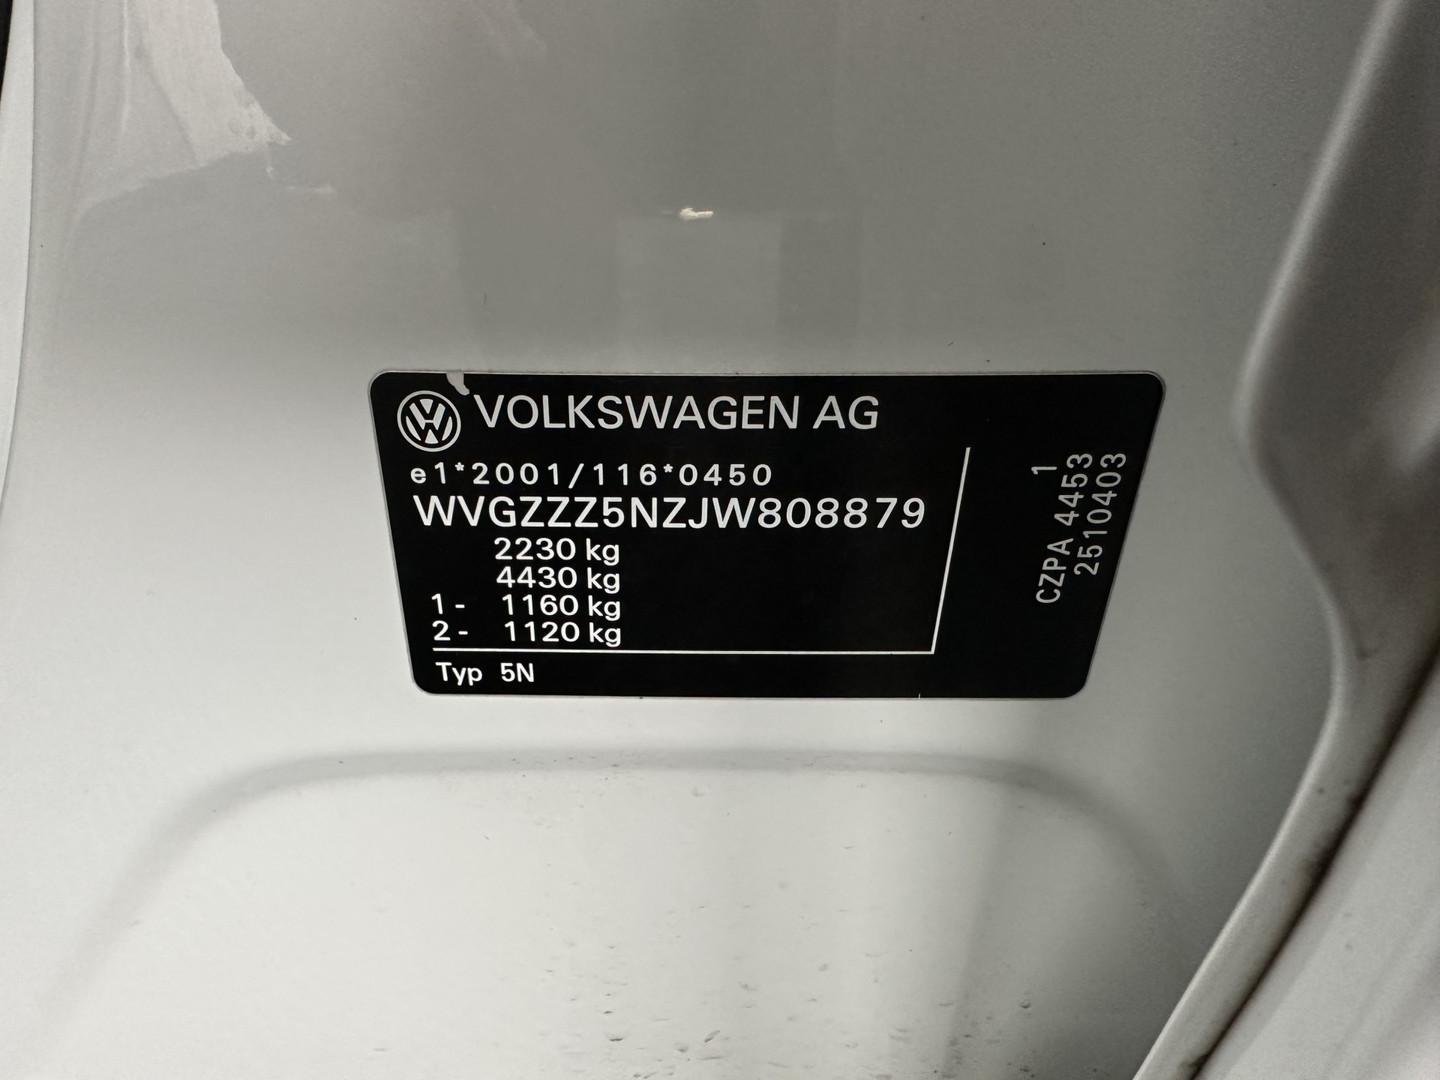 VOLKSWAGEN AG
e1*2001/116*0450
WVGZZZ5NZJW808879
2230 kg
4430 kg
1 - 1160 kg
2 - 1120 kg
Typ 5N
1
CZPA 4453
2510403